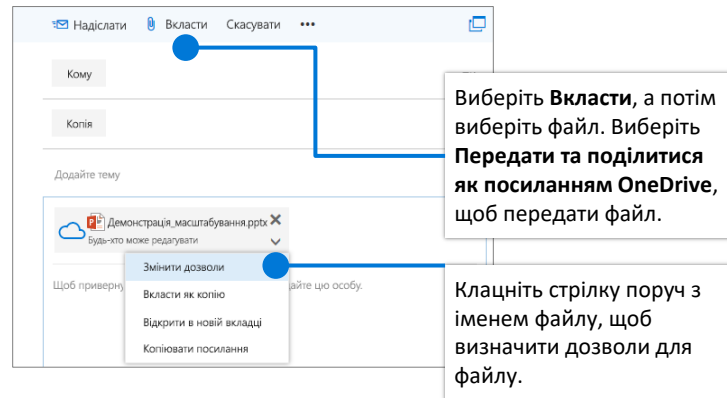 Надіслати Вкласти Скасувати •••
Кому
Копія
Додайте тему
Демонстрація_масштабування.pptx
Будь-хто може редагувати
Змінити дозволи
Щоб приверну айте цю особу.
Вкласти як копію
Відкрити в новій вкладці
Копіювати посилання
Виберіть Вкласти, а потім
виберіть файл. Виберіть
Передати та поділитися
як посиланням OneDrive,
щоб передати файл.
Клацніть стрілку поруч з
іменем файлу, щоб
визначити дозволи для
файлу.